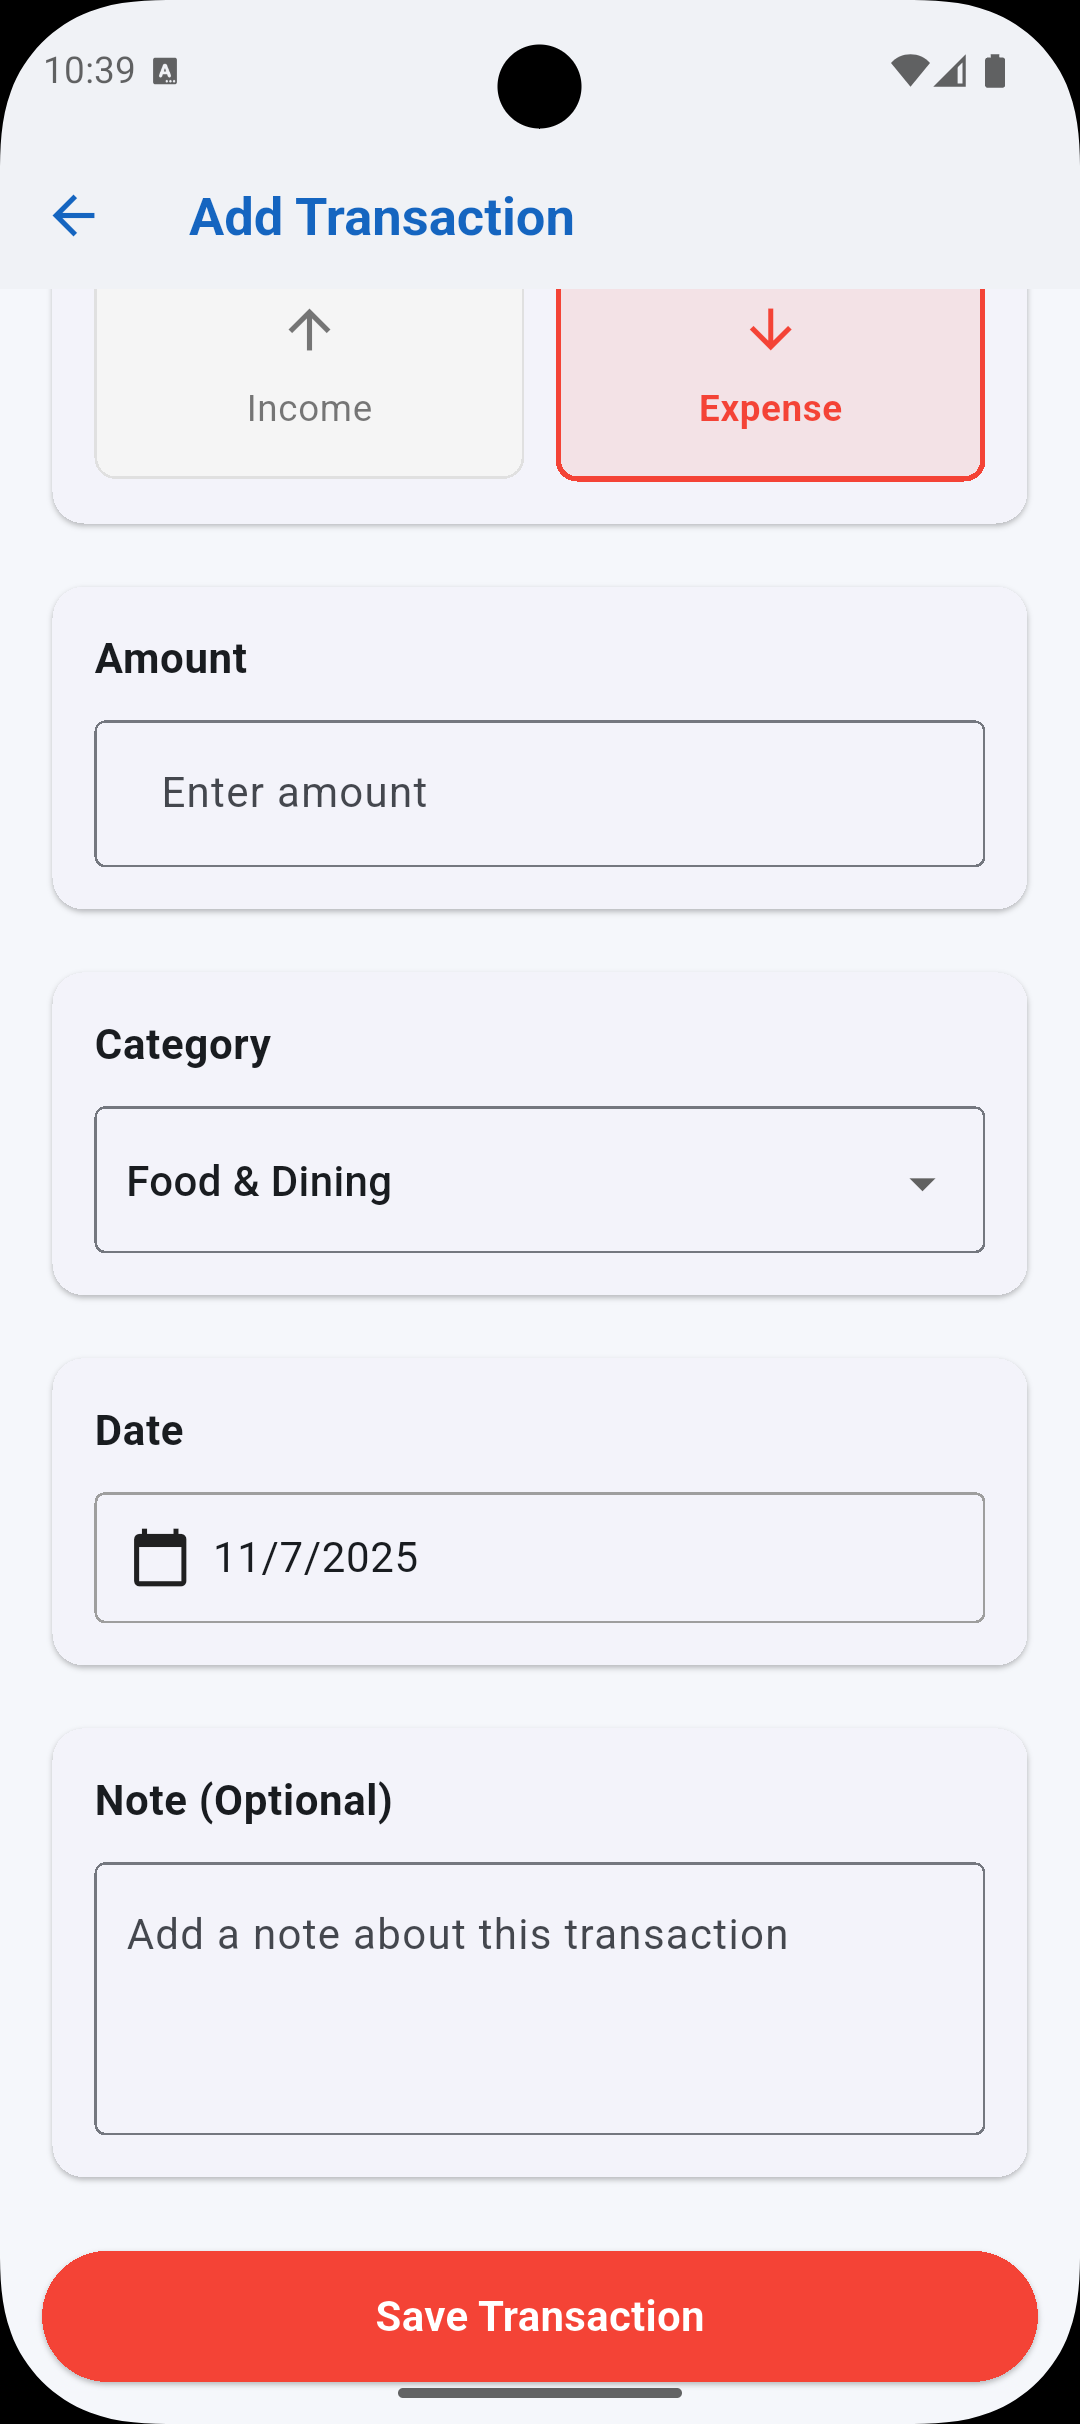 10:39
Add Transaction
Income
Expense
Amount
Enter amount
Category
Food & Dining
Date
11/7/2025
Note (Optional)
Add a note about this transaction
Save Transaction